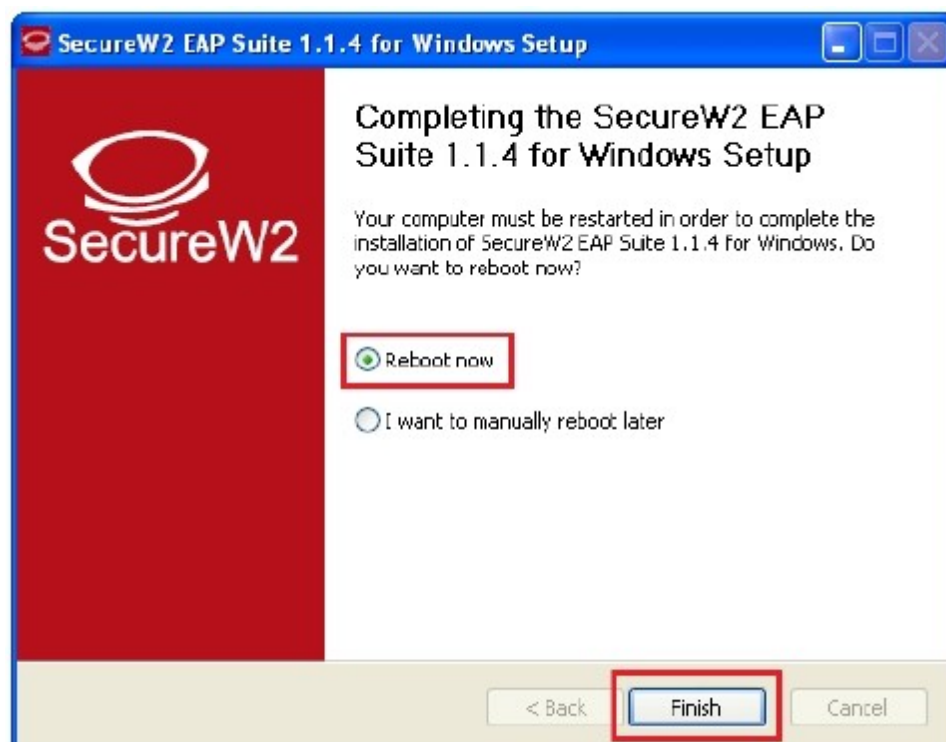 SecureW2 EAP Suite 1.1.4 for Windows Setup
SecureW2
Completing the SecureW2 EAP
Suite 1.1.4 for Windows Setup
Your computer must be restarted in order to complete the
installation of SecureW2 EAP Suite 1.1.4 for Windows. Do
you want to reboot now?
Reboot now
I want to manually reboot later
< Back Finish Cancel